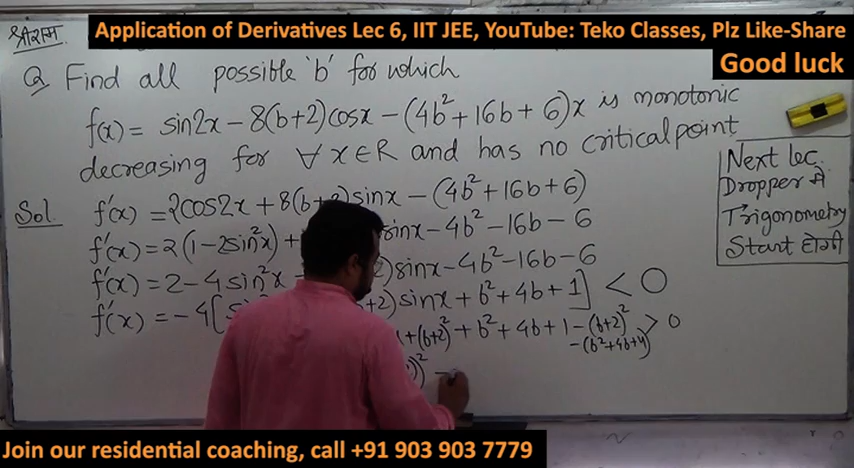 Application of Derivatives Lec 6, IIT JEE, YouTube: Teko Classes, Plz Like-Share
Good luck
श्रीराम
Q Find all possible 'b' for which
f(x) = sin2x - 8(b+2)cosx - (4b² + 16b + 6)x is monotonic
decreasing for ∀ x∈R and has no critical point
Sol. f'(x) = 2cos2x + 8(b+2)sinx - (4b² + 16b + 6)
f'(x) = 2(1 - 2sin²x) + sinx - 4b² - 16b - 6
f'(x) = 2 - 4sin²x + 2)sinx - 4b² - 16b - 6
f'(x) = -4[sin² +2)sinx + b² + 4b + 1] < 0
x + (b+2)² + b² + 4b + 1 - (b+2)² > 0
-(b² + 4b + 4)
))² -
Next lec.
Dropper में
Trigonometry
Start होगी
Join our residential coaching, call +91 903 903 7779